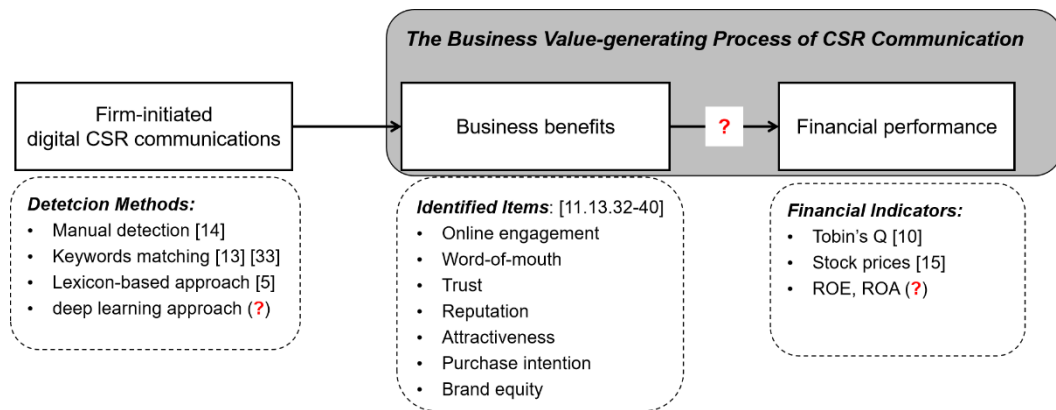 The Business Value-generating Process of CSR Communication
Firm-initiated
digital CSR communications
Business benefits
?
Financial performance
Detetcion Methods:
• Manual detection [14]
• Keywords matching [13] [33]
• Lexicon-based approach [5]
• deep learning approach (?)
Identified Items: [11.13.32-40]
• Online engagement
• Word-of-mouth
• Trust
• Reputation
• Attractiveness
• Purchase intention
• Brand equity
Financial Indicators:
• Tobin's Q [10]
• Stock prices [15]
• ROE, ROA (?)